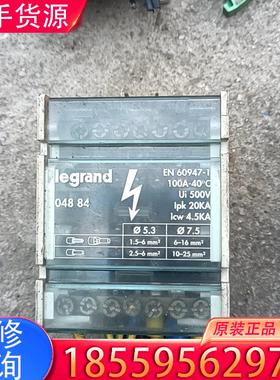 手货源
legrand
048 84
EN 60947-1
100A-40°C
Ui 500V
Ipk 20KA
Icw 4.5KA
Ø 5.3 Ø 7.5
1.5-6 mm² 6-16 mm²
2.5-6 mm² 10-25 mm²
修
询
原装正品
18559556297